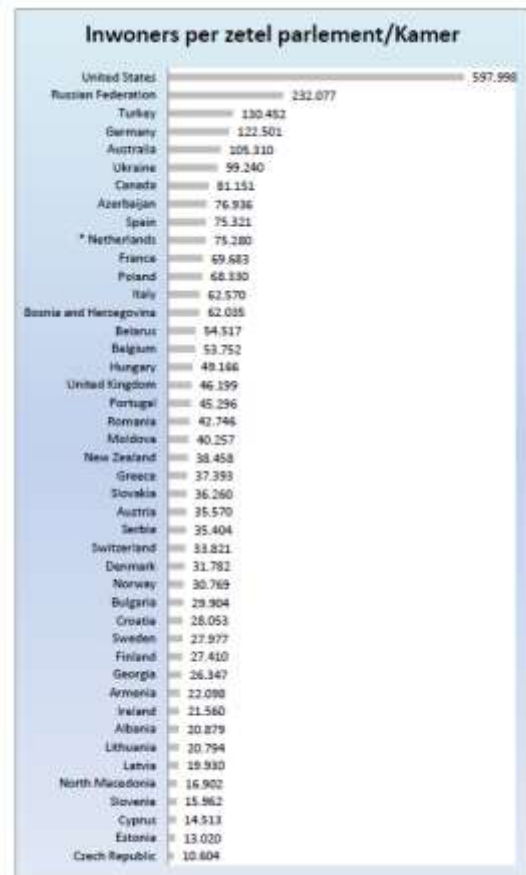 Inwoners per zetel parlement/Kamer
United States 597.998
Russian Federation 232.077
Turkey 130.452
Germany 122.501
Australia 105.310
Ukraine 99.240
Canada 81.151
Azerbaijan 76.936
Spain 75.321
* Netherlands 75.280
France 69.683
Poland 68.330
Italy 62.570
Bosnia and Herzegovina 62.035
Belarus 54.517
Belgium 53.752
Hungary 49.166
United Kingdom 46.199
Portugal 45.296
Romania 42.746
Moldova 40.257
New Zealand 38.458
Greece 37.393
Slovakia 36.260
Austria 35.570
Serbia 35.404
Switzerland 33.821
Denmark 31.782
Norway 30.769
Bulgaria 29.904
Croatia 28.053
Sweden 27.977
Finland 27.410
Georgia 26.347
Armenia 22.098
Ireland 21.560
Albania 20.879
Lithuania 20.794
Latvia 19.930
North Macedonia 16.902
Slovenia 15.962
Cyprus 14.513
Estonia 13.020
Czech Republic 10.604